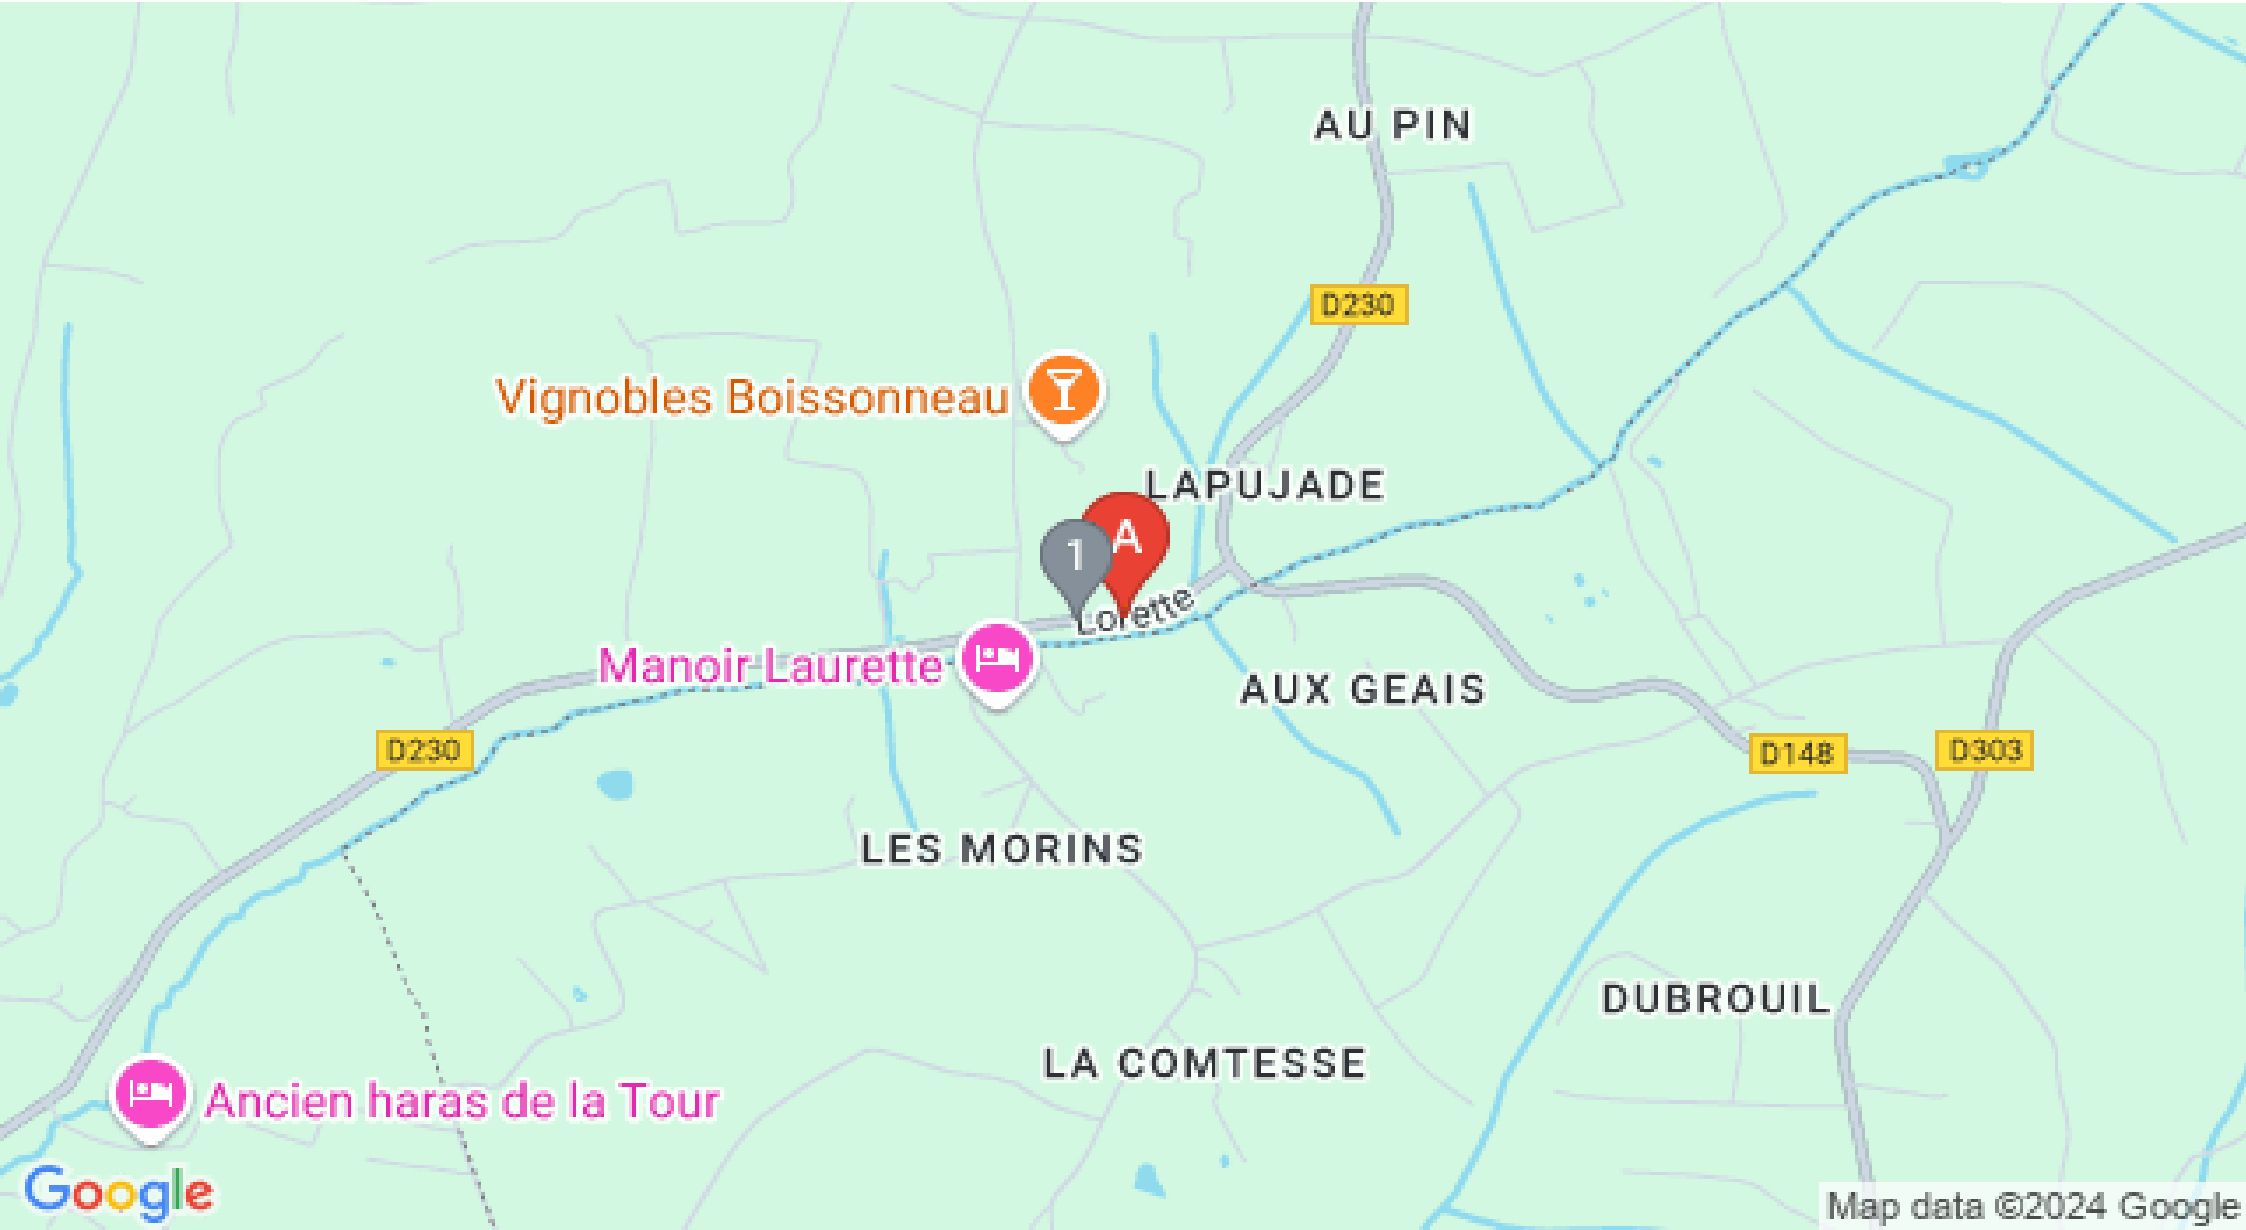 AU PIN
D230
Vignobles Boissonneau
LAPUJADE
A
1
Lorette
Manoir Laurette
AUX GEAIS
D230
D148
D303
LES MORINS
DUBROUIL
LA COMTESSE
Ancien haras de la Tour
Google
Map data ©2024 Google